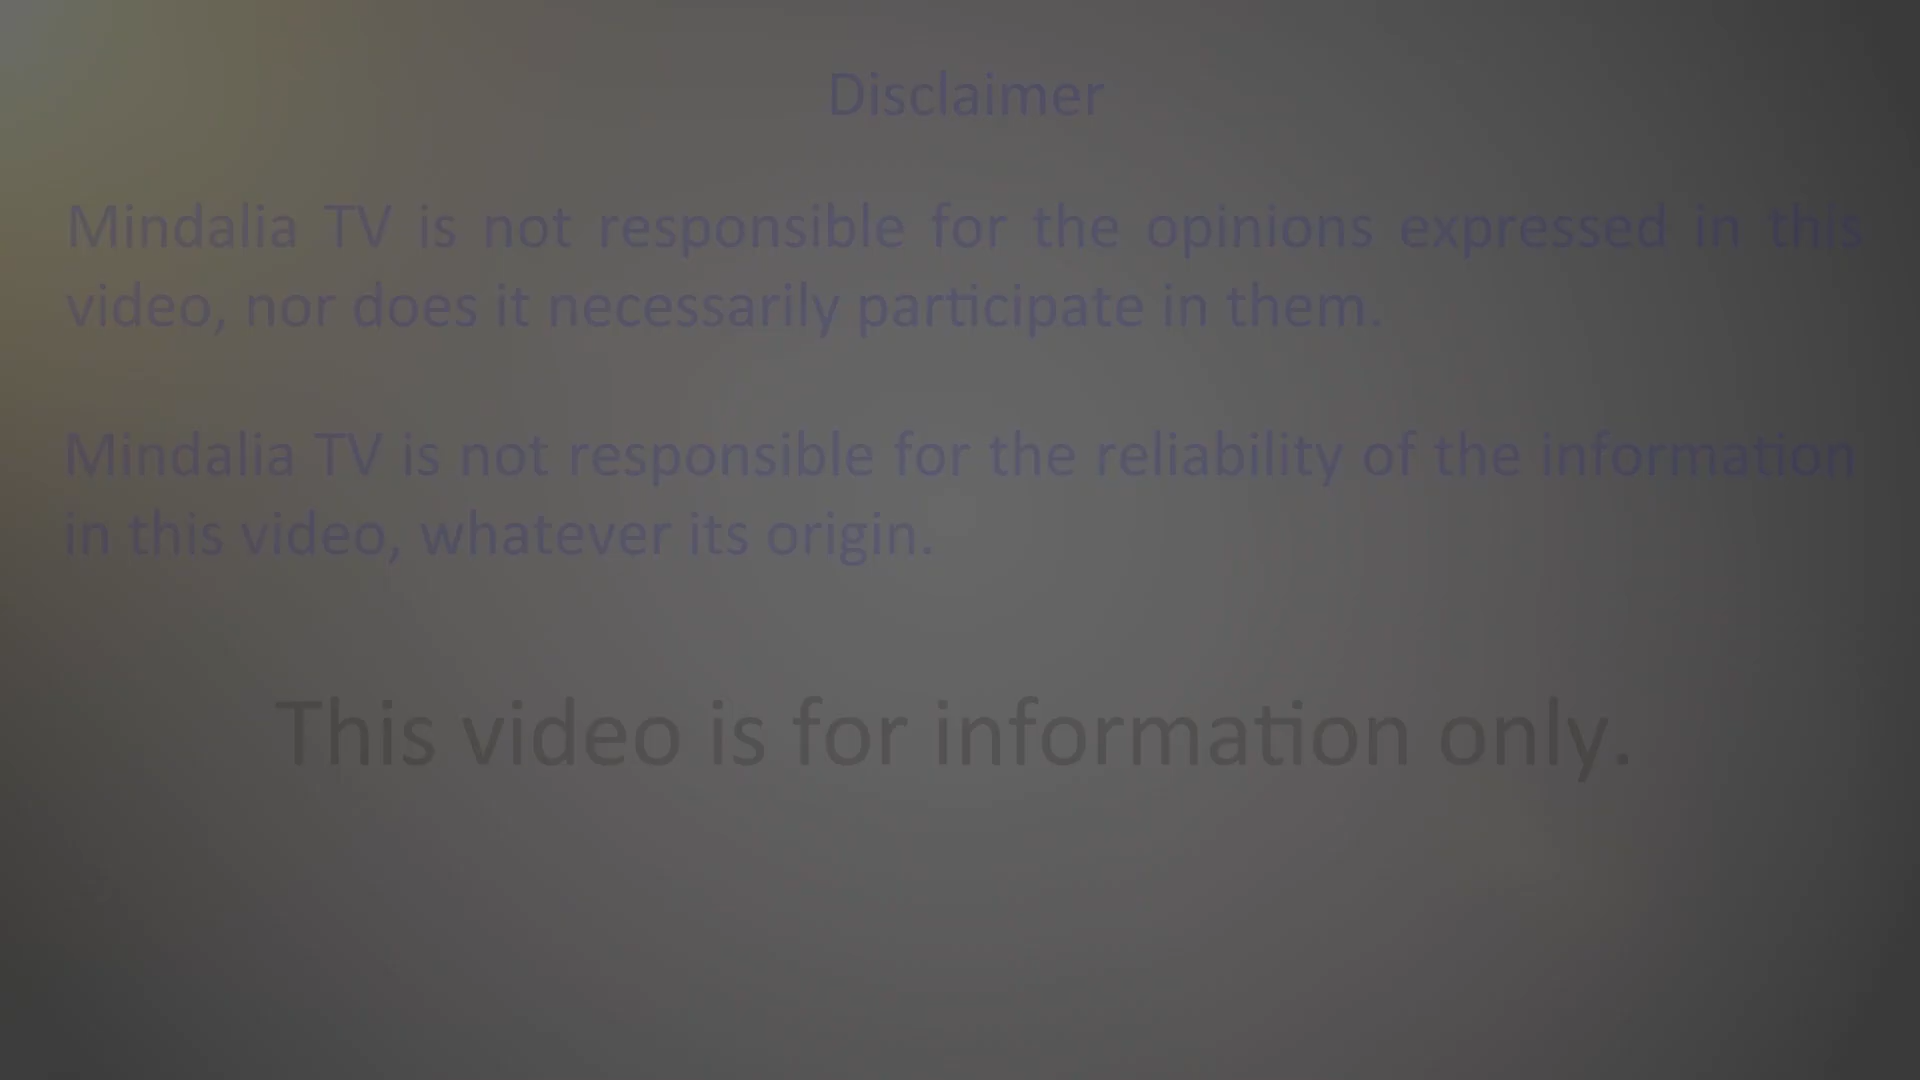 Disclaimer
Mindalia TV is not responsible for the opinions expressed in this
video, nor does it necessarily participate in them.
Mindalia TV is not responsible for the reliability of the information
in this video, whatever its origin.
This video is for information only.